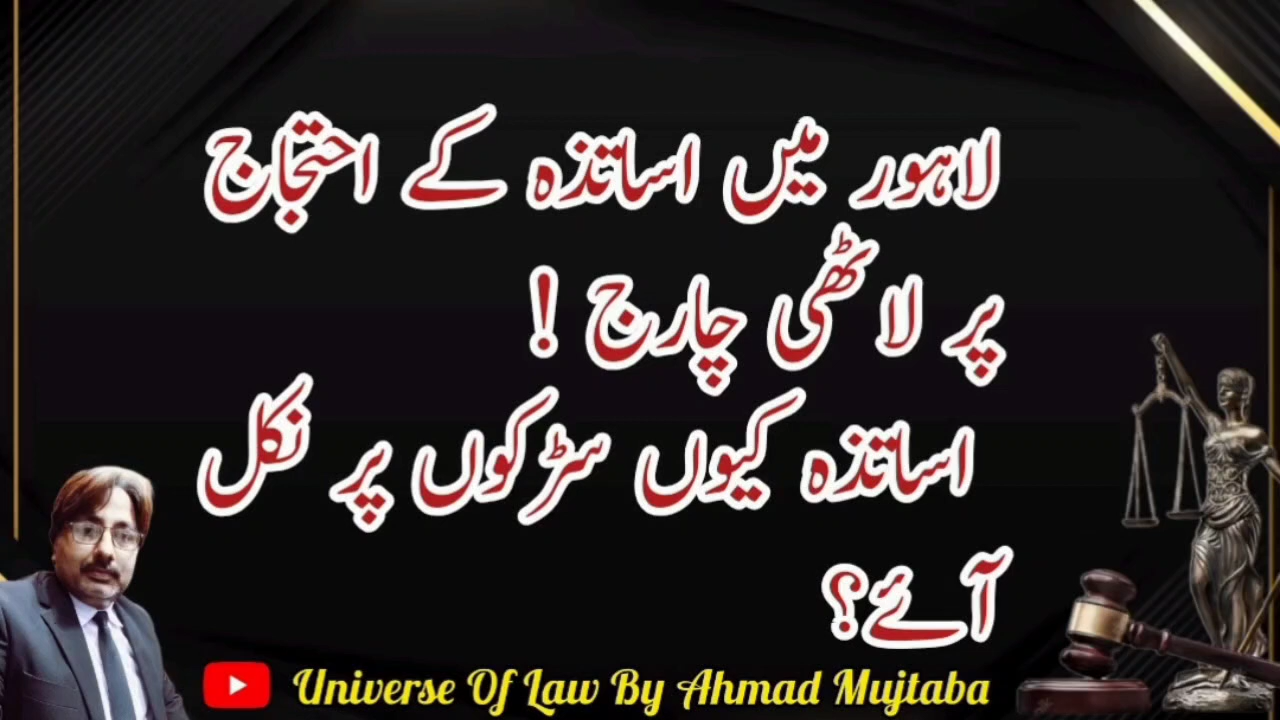 لاہور میں اساتذہ کے احتجاج
پر لاٹھی چارج !
اساتذہ کیوں سڑکوں پر نکل
آئے؟
Universe Of Law By Ahmad Mujtaba